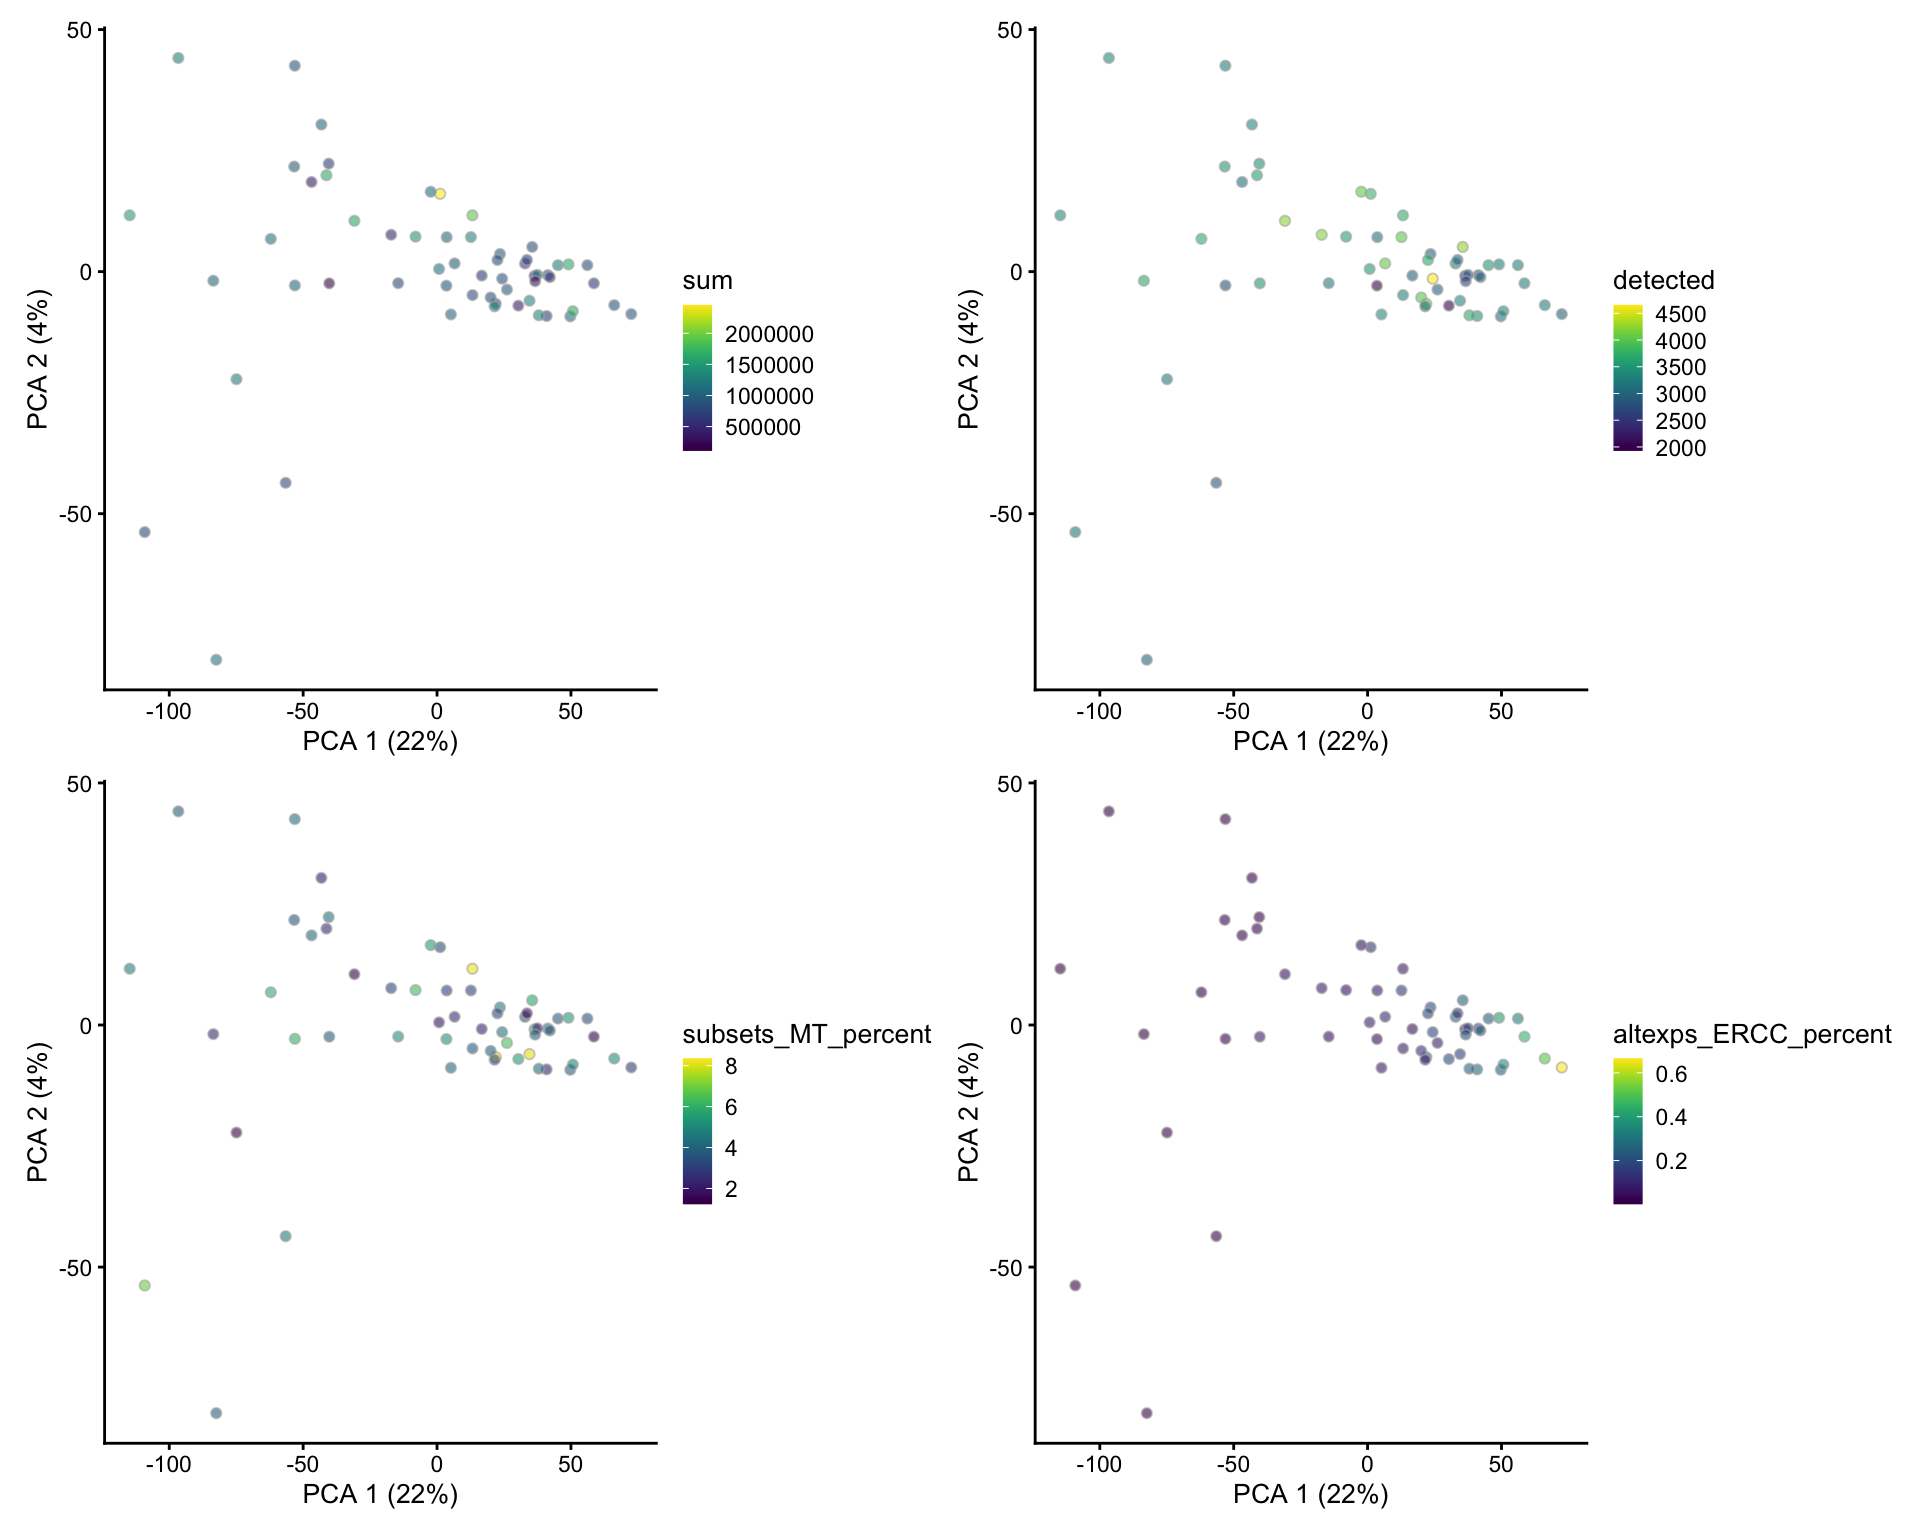 50
0
-50
PCA 2 (4%)
-100 -50 0 50
PCA 1 (22%)
sum
2000000
1500000
1000000
500000
50
0
-50
PCA 2 (4%)
-100 -50 0 50
PCA 1 (22%)
detected
4500
4000
3500
3000
2500
2000
50
0
-50
PCA 2 (4%)
-100 -50 0 50
PCA 1 (22%)
subsets_MT_percent
8
6
4
2
50
0
-50
PCA 2 (4%)
-100 -50 0 50
PCA 1 (22%)
altexps_ERCC_percent
0.6
0.4
0.2